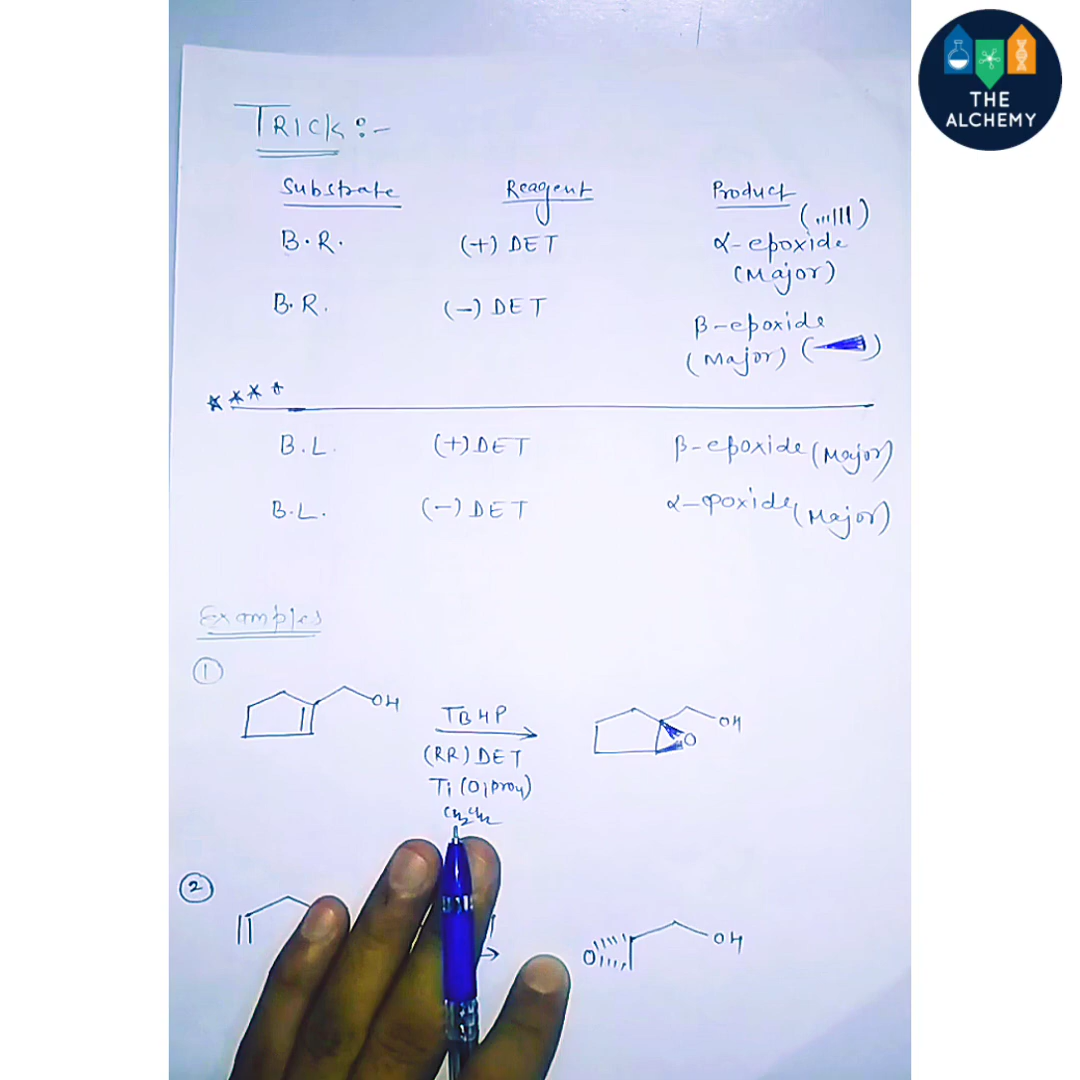 THE
ALCHEMY
TRICK :-
Substrate Reagent Product
B.R. (+) DET α-epoxide
(Major)
B.R. (-) DET β-epoxide
(Major)
B.L. (+) DET β-epoxide (Major)
B.L. (-) DET α-epoxide (Major)
Examples
①
OH TBHP OH
(RR) DET O
Ti (Oipro)4
CH2Cl2
②
O OH